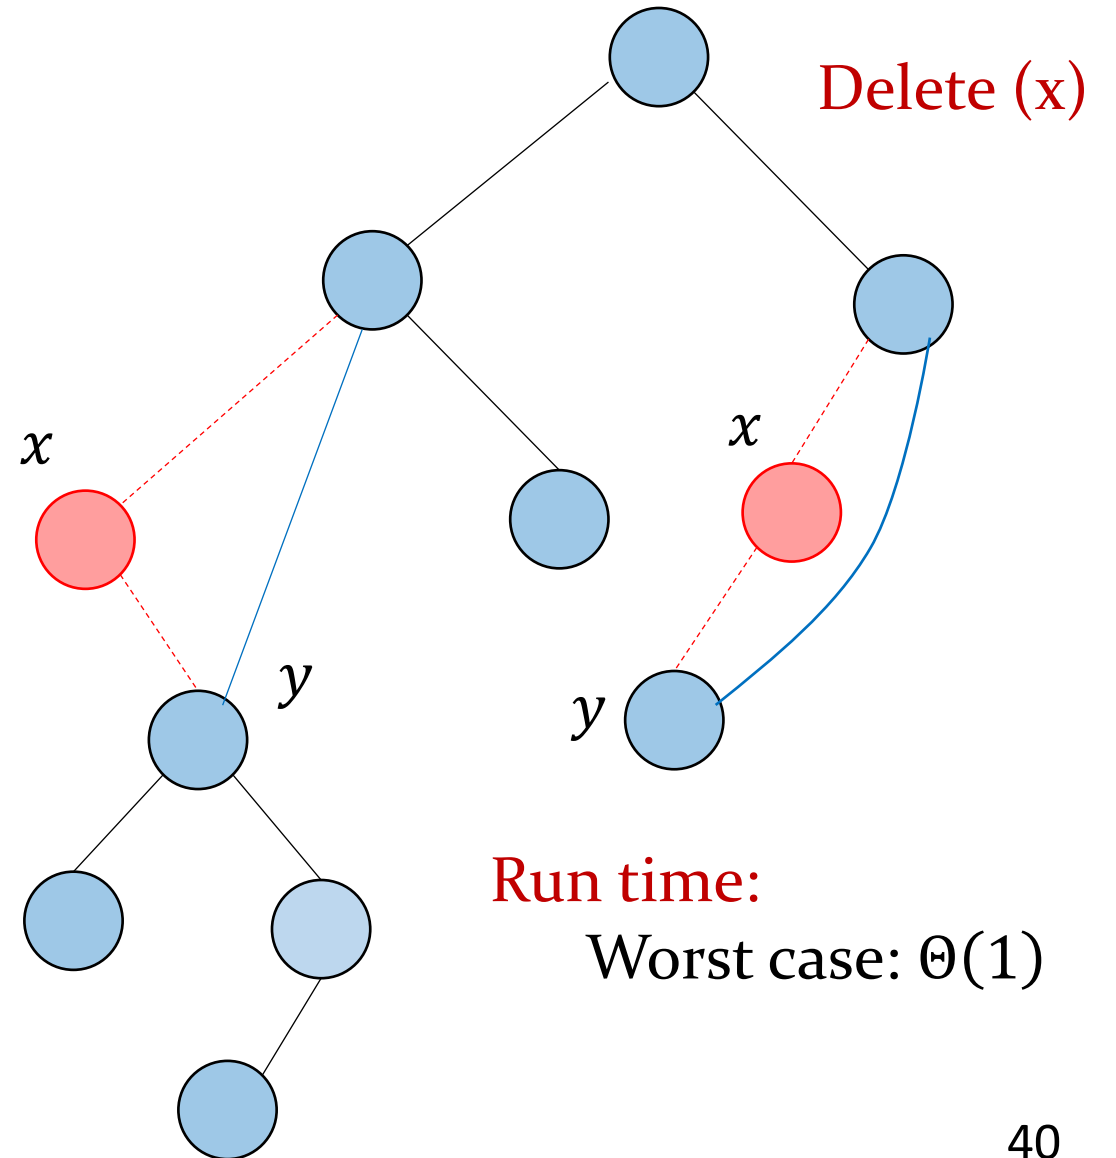 Delete (x)
x
x
y
y
Run time:
Worst case: Θ(1)
40